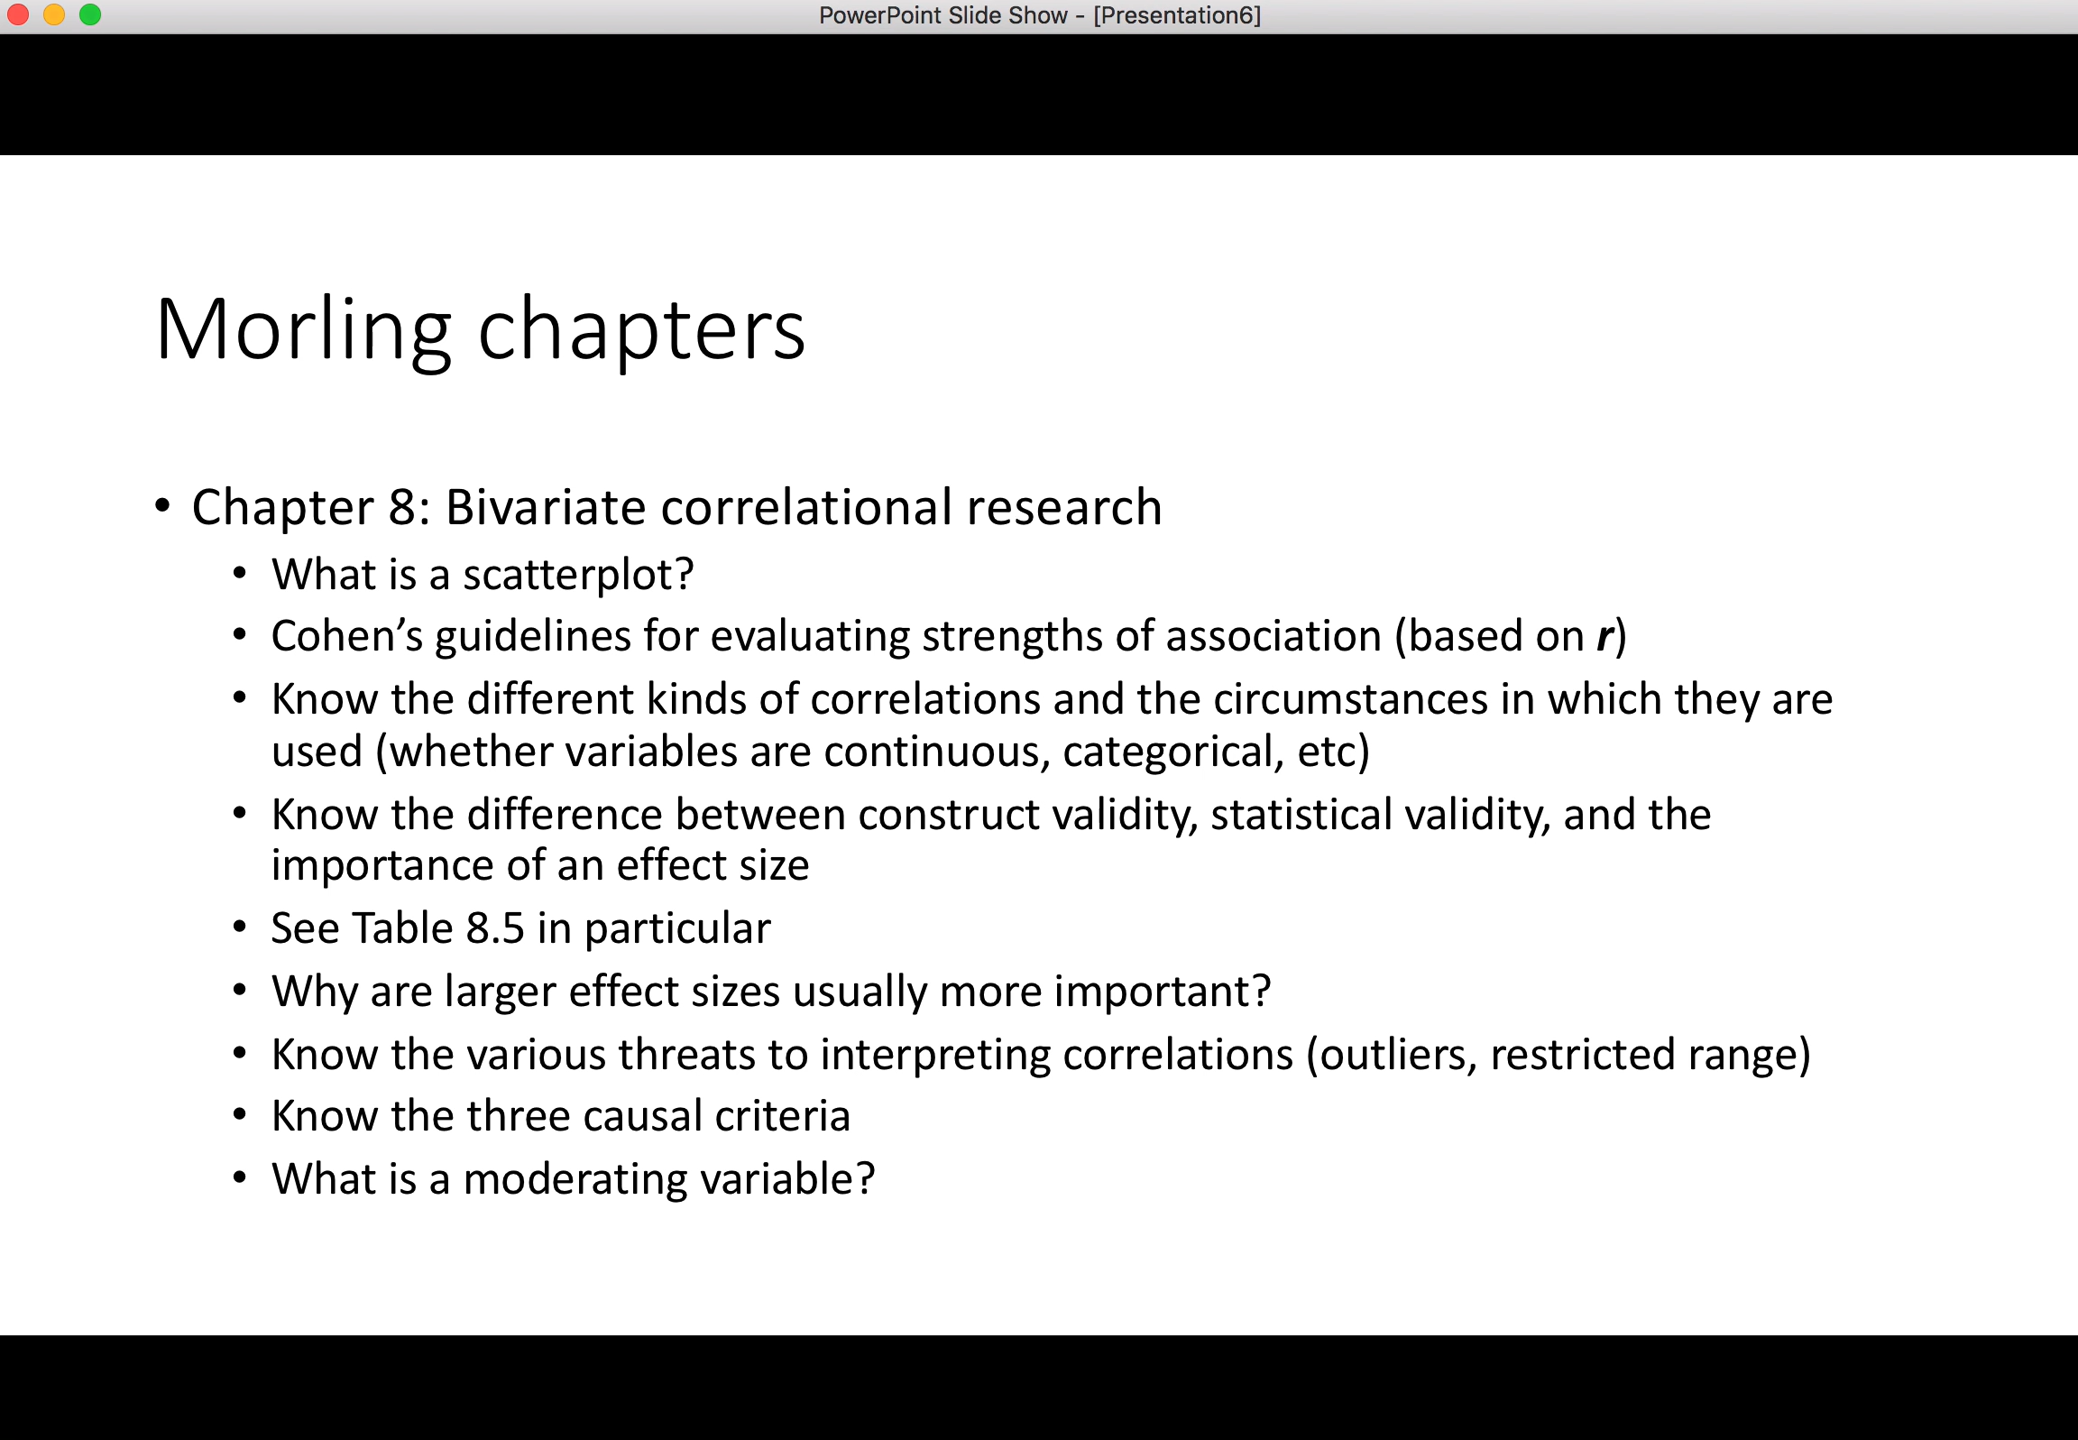 PowerPoint Slide Show - [Presentation6]
Morling chapters
• Chapter 8: Bivariate correlational research
• What is a scatterplot?
• Cohen’s guidelines for evaluating strengths of association (based on r)
• Know the different kinds of correlations and the circumstances in which they are
used (whether variables are continuous, categorical, etc)
• Know the difference between construct validity, statistical validity, and the
importance of an effect size
• See Table 8.5 in particular
• Why are larger effect sizes usually more important?
• Know the various threats to interpreting correlations (outliers, restricted range)
• Know the three causal criteria
• What is a moderating variable?